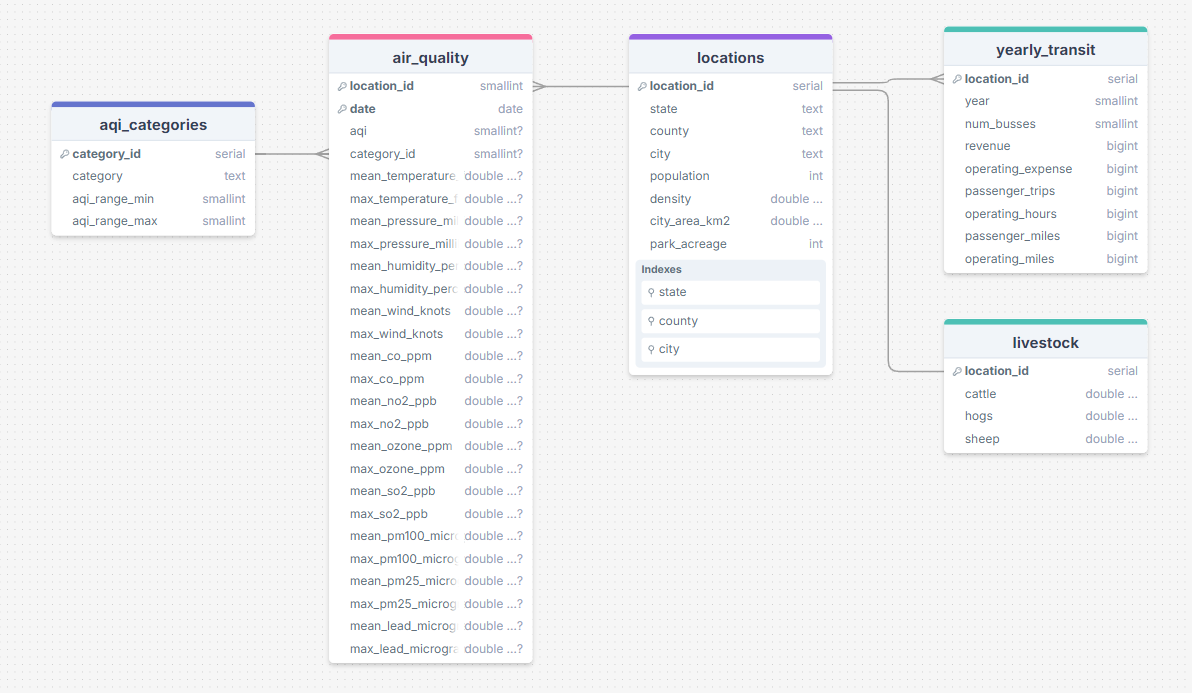 aqi_categories
category_id serial
category text
aqi_range_min smallint
aqi_range_max smallint
air_quality
location_id smallint
date date
aqi smallint?
category_id smallint?
mean_temperature_ double ...?
max_temperature_f double ...?
mean_pressure_mi double ...?
max_pressure_milli double ...?
mean_humidity_per double ...?
max_humidity_perc double ...?
mean_wind_knots double ...?
max_wind_knots double ...?
mean_co_ppm double ...?
max_co_ppm double ...?
mean_no2_ppb double ...?
max_no2_ppb double ...?
mean_ozone_ppm double ...?
max_ozone_ppm double ...?
mean_so2_ppb double ...?
max_so2_ppb double ...?
mean_pm100_micro double ...?
max_pm100_microg double ...?
mean_pm25_micro double ...?
max_pm25_microg double ...?
mean_lead_microg double ...?
max_lead_microgra double ...?
locations
location_id serial
state text
county text
city text
population int
density double ...
city_area_km2 double ...
park_acreage int
Indexes
state
county
city
yearly_transit
location_id serial
year smallint
num_busses smallint
revenue bigint
operating_expense bigint
passenger_trips bigint
operating_hours bigint
passenger_miles bigint
operating_miles bigint
livestock
location_id serial
cattle double ...
hogs double ...
sheep double ...